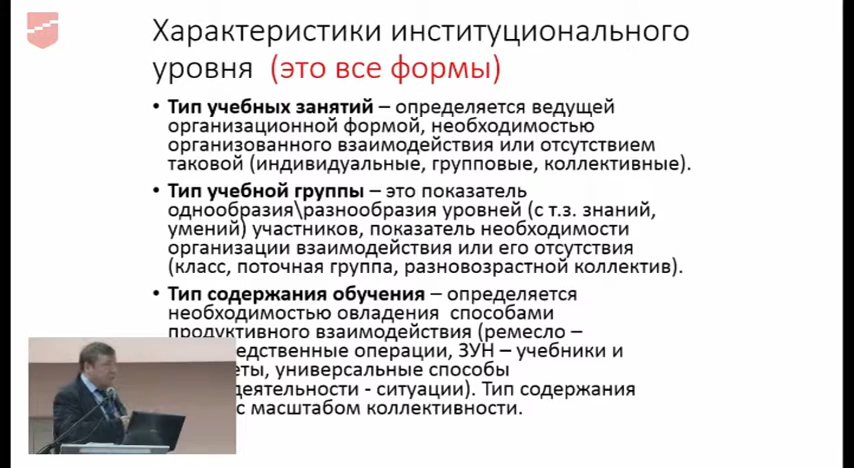 Характеристики институционального
уровня (это все формы)
• Тип учебных занятий – определяется ведущей
организационной формой, необходимостью
организованного взаимодействия или отсутствием
таковой (индивидуальные, групповые, коллективные).
• Тип учебной группы – это показатель
однообразия\разнообразия уровней (с т.з. знаний,
умений) участников, показатель необходимости
организации взаимодействия или его отсутствия
(класс, поточная группа, разновозрастной коллектив).
• Тип содержания обучения – определяется
необходимостью овладения способами
продуктивного взаимодействия (ремесло –
операции, ЗУН – учебники и
универсальные способы
деятельности - ситуации). Тип содержания
с масштабом коллективности.